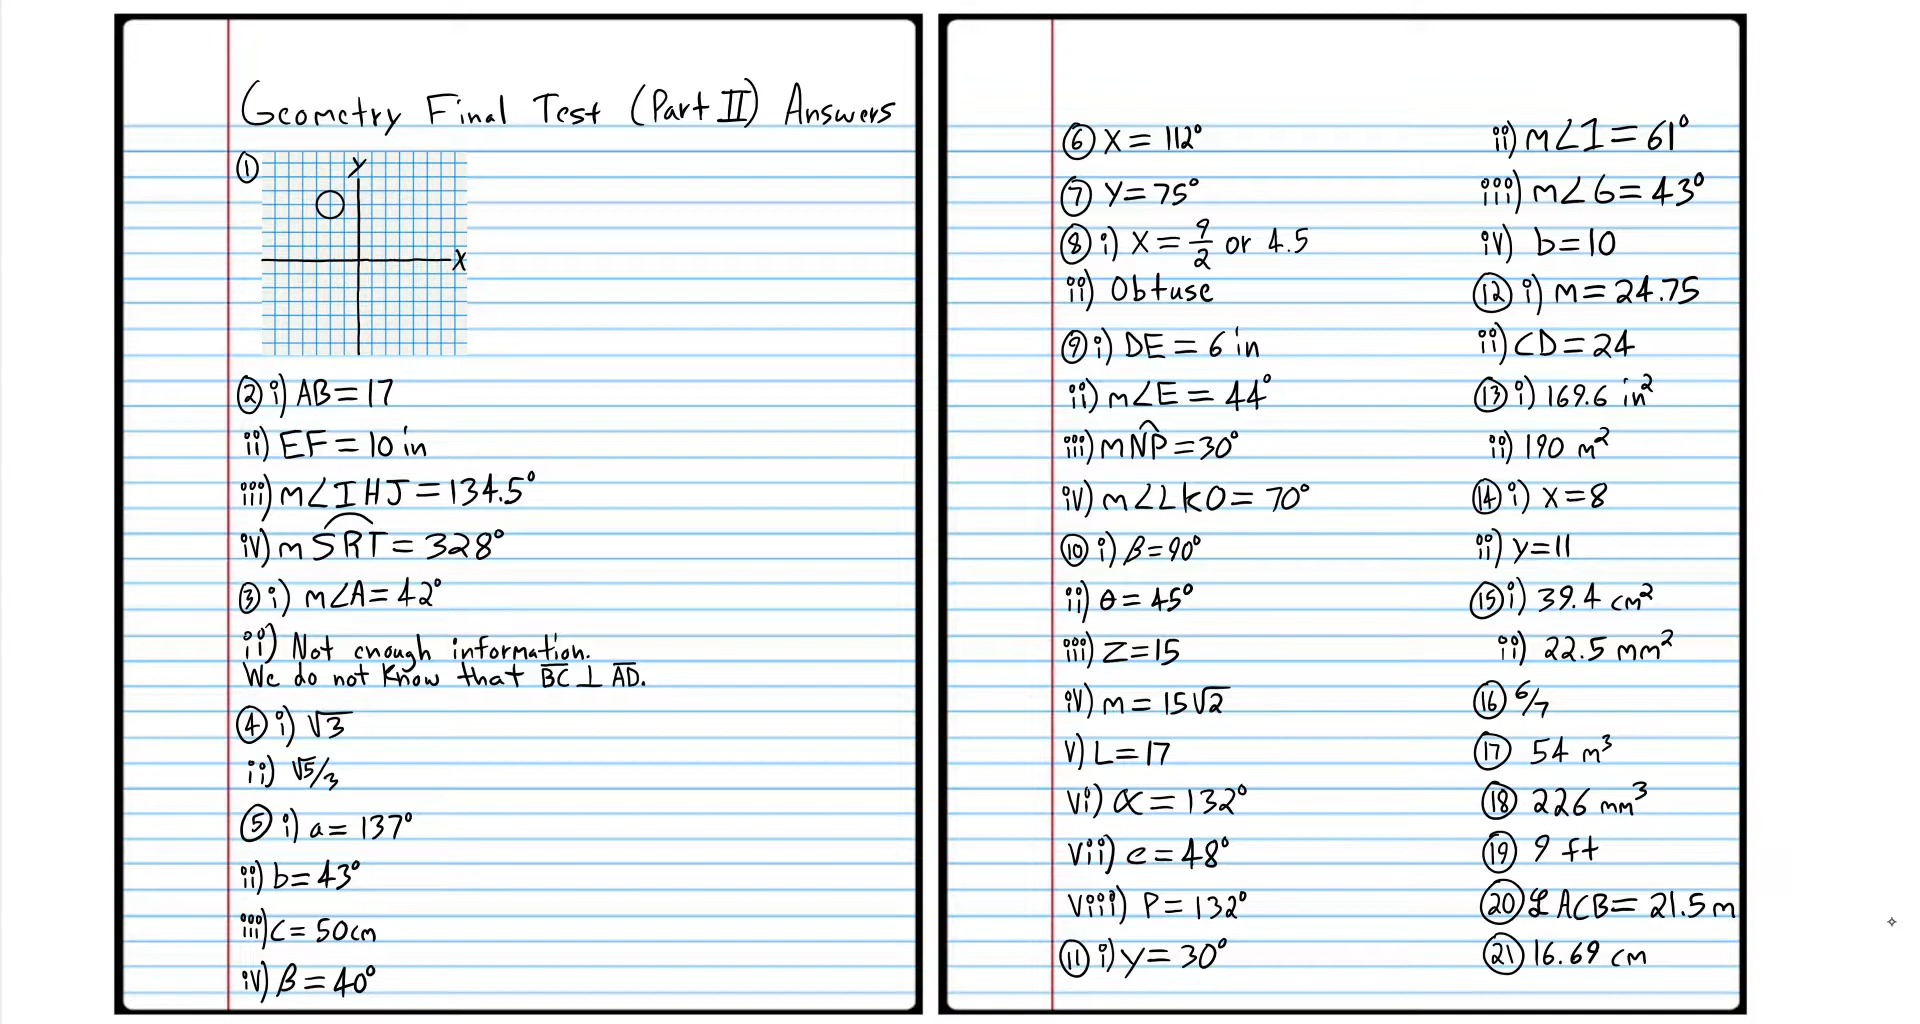 Geometry Final Test (Part II) Answers
① y
x
② i) AB = 17
ii) EF = 10 in
iii) m∠IHJ = 134.5°
iv) m⌒SRT = 328°
③ i) m∠A = 42°
ii) Not enough information.
We do not know that B̅C̅ ⊥ A̅D̅.
④ i) √3
ii) √5/3
⑤ i) a = 137°
ii) b = 43°
iii) c = 50cm
iv) β = 40°
⑥ x = 112°
⑦ y = 75°
⑧ i) x = 9/2 or 4.5
ii) Obtuse
⑨ i) DE = 6 in
ii) m∠E = 44°
iii) m⌒NP = 30°
iv) m∠LKO = 70°
⑩ i) β = 90°
ii) θ = 45°
iii) z = 15
iv) m = 15√2
v) L = 17
vi) α = 132°
vii) e = 48°
viii) P = 132°
⑪ i) y = 30°
ii) m∠I = 61°
iii) m∠G = 43°
iv) b = 10
⑫ i) m = 24.75
ii) CD = 24
⑬ i) 169.6 in²
ii) 190 m²
⑭ i) x = 8
ii) y = 11
⑮ i) 39.4 cm²
ii) 22.5 mm²
⑯ 6/7
⑰ 54 m³
⑱ 226 mm³
⑲ 9 ft
⑳ ℒ ACB = 21.5 m
㉑ 16.69 cm